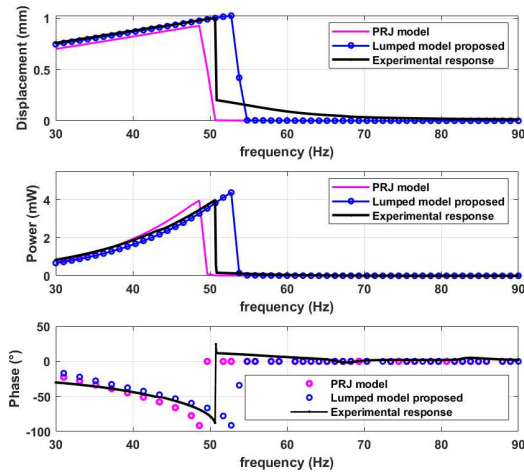 Displacement (mm)
1
0.5
0
30 40 50 60 70 80 90
frequency (Hz)
PRJ model
Lumped model proposed
Experimental response
Power (mW)
4
2
0
30 40 50 60 70 80 90
frequency (Hz)
PRJ model
Lumped model proposed
Experimental response
Phase (°)
50
0
-50
-100
30 40 50 60 70 80 90
frequency (Hz)
PRJ model
Lumped model proposed
Experimental response